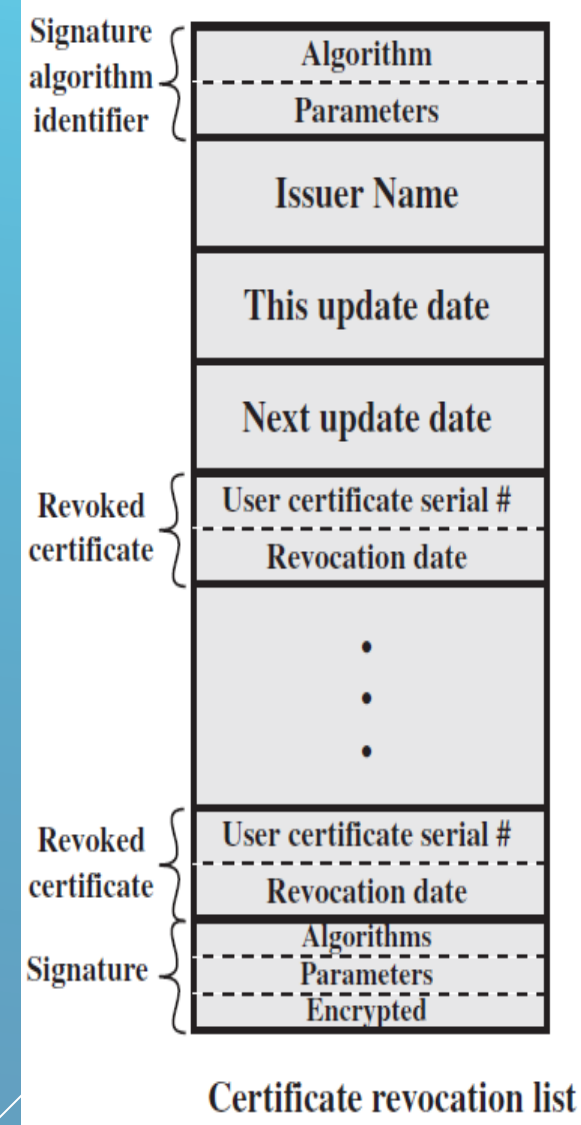 Signature
algorithm
identifier
Algorithm
Parameters
Issuer Name
This update date
Next update date
Revoked
certificate
User certificate serial #
Revocation date
•
•
•
Revoked
certificate
User certificate serial #
Revocation date
Signature
Algorithms
Parameters
Encrypted
Certificate revocation list